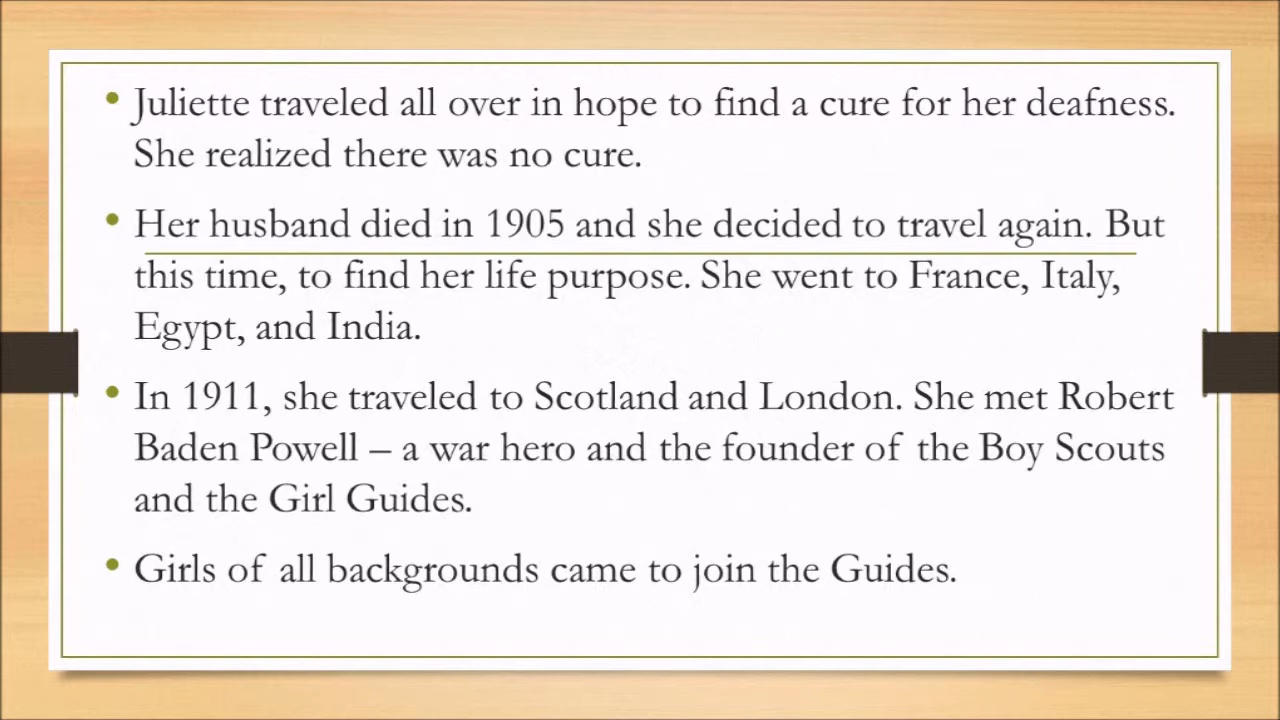 • Juliette traveled all over in hope to find a cure for her deafness.
She realized there was no cure.
• Her husband died in 1905 and she decided to travel again. But
this time, to find her life purpose. She went to France, Italy,
Egypt, and India.
• In 1911, she traveled to Scotland and London. She met Robert
Baden Powell – a war hero and the founder of the Boy Scouts
and the Girl Guides.
• Girls of all backgrounds came to join the Guides.